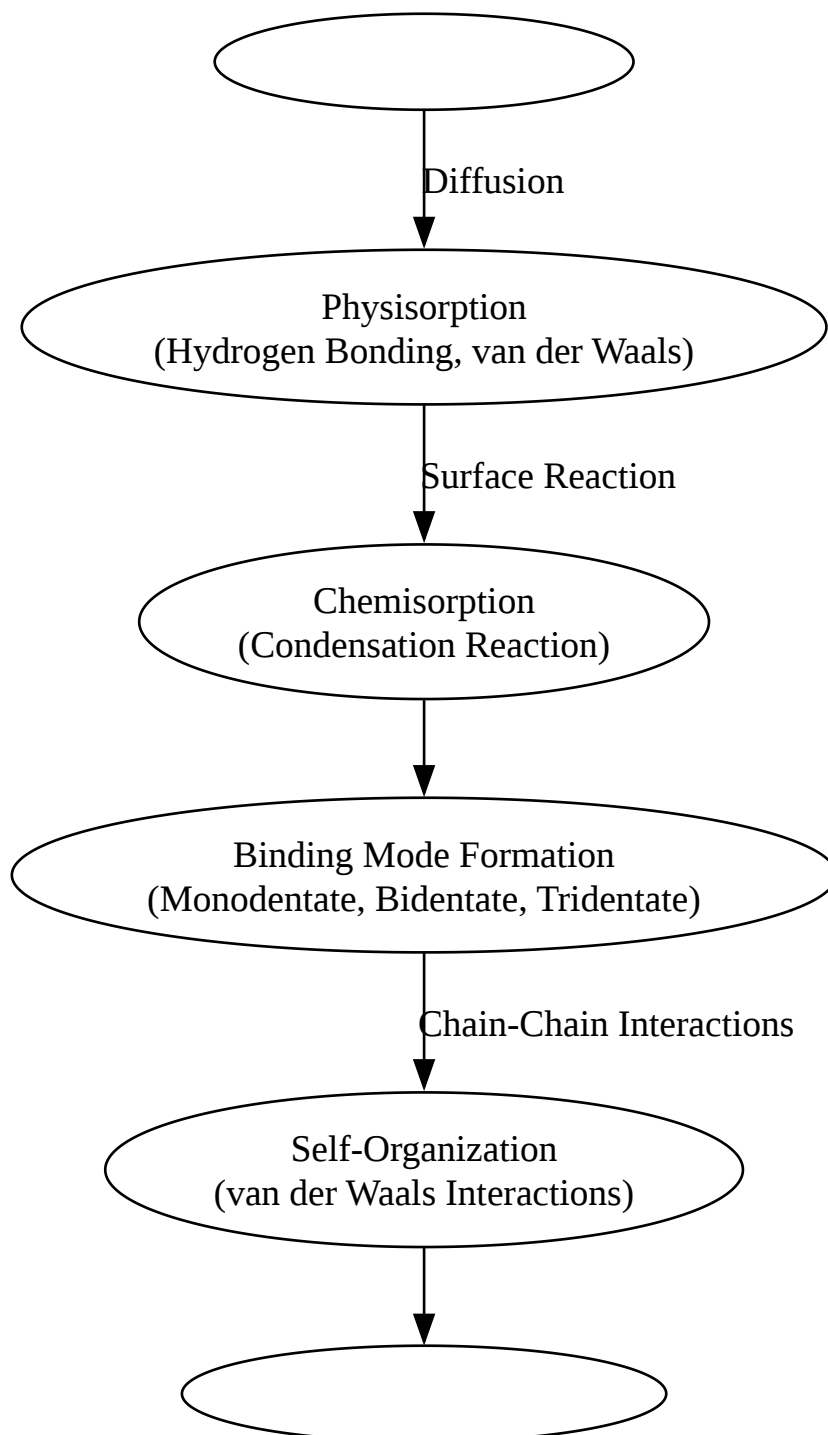 Diffusion
Physisorption
(Hydrogen Bonding, van der Waals)
Surface Reaction
Chemisorption
(Condensation Reaction)
Binding Mode Formation
(Monodentate, Bidentate, Tridentate)
Chain-Chain Interactions
Self-Organization
(van der Waals Interactions)